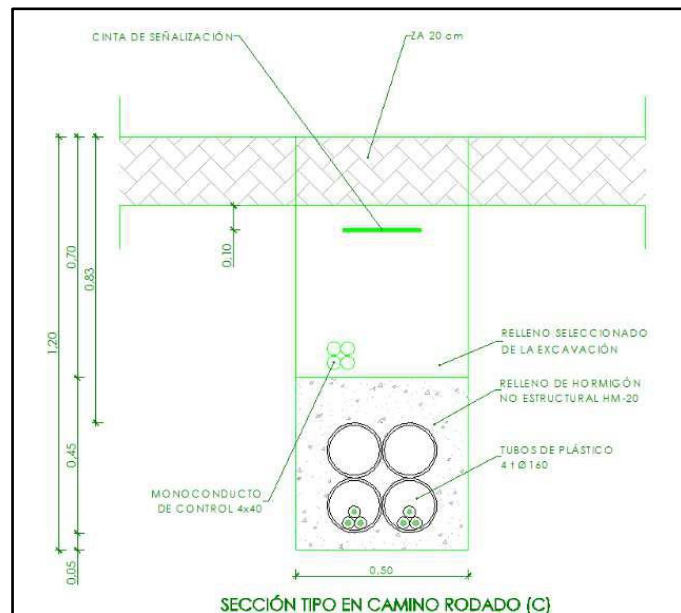 CINTA DE SEÑALIZACIÓN
ZA 20 cm
0,10
0,70
0,83
1,20
RELLENO SELECCIONADO
DE LA EXCAVACIÓN
RELLENO DE HORMIGÓN
NO ESTRUCTURAL HM-20
TUBOS DE PLÁSTICO
4 t Ø160
MONOCONDUCTO
DE CONTROL 4x40
0,45
0,05
0,50
SECCIÓN TIPO EN CAMINO RODADO (C)